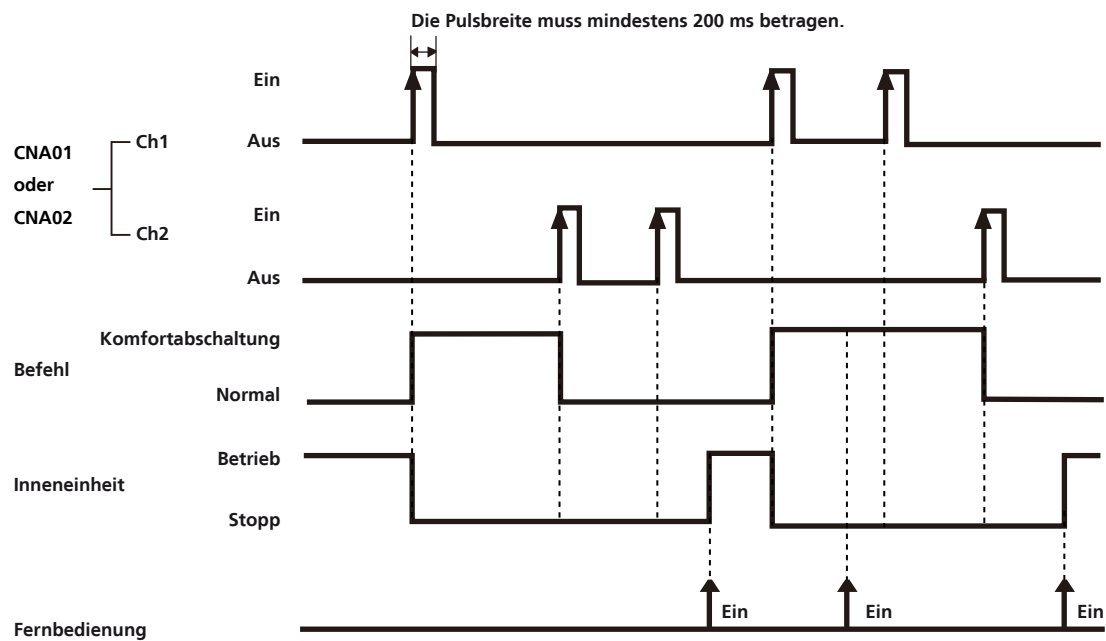 Die Pulsbreite muss mindestens 200 ms betragen.
Ein
CNA01
oder
CNA02
Ch1
Aus
Ein
Ch2
Aus
Komfortabschaltung
Befehl
Normal
Betrieb
Inneneinheit
Stopp
Ein
Ein
Ein
Fernbedienung